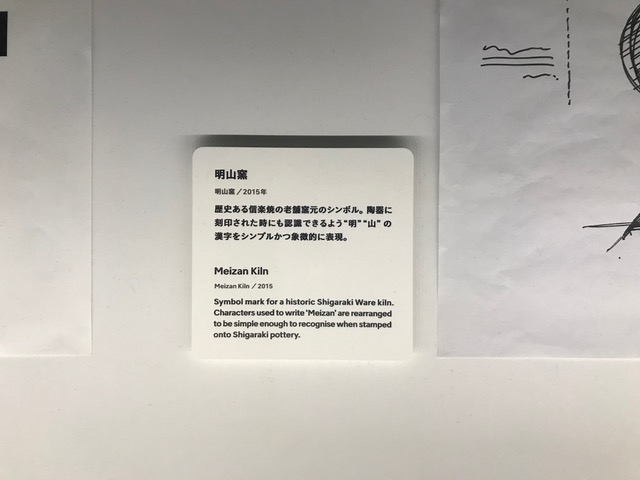 明山窯
明山窯／2015年
歴史ある信楽焼の老舗窯元のシンボル。陶器に
刻印された時にも認識できるよう“明”“山”の
漢字をシンプルかつ象徴的に表現。
Meizan Kiln
Meizan Kiln／2015
Symbol mark for a historic Shigaraki Ware kiln.
Characters used to write ‘Meizan’ are rearranged
to be simple enough to recognise when stamped
onto Shigaraki pottery.